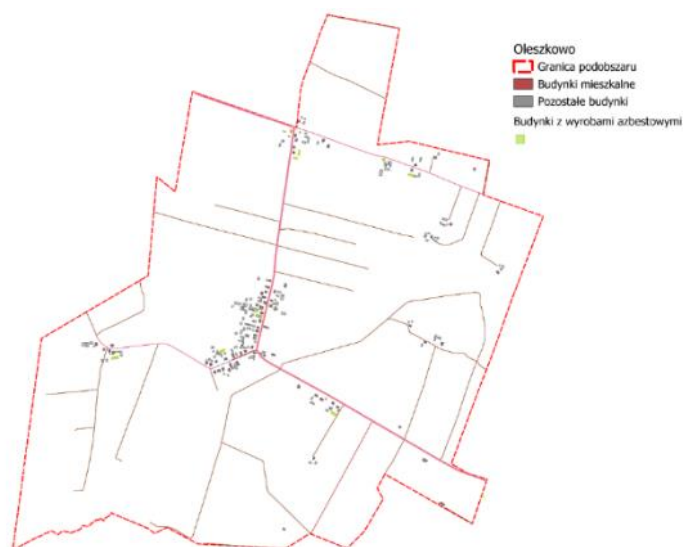 Oleszkowo
Granica podobszaru
Budynki mieszkalne
Pozostałe budynki
Budynki z wyrobami azbestowymi